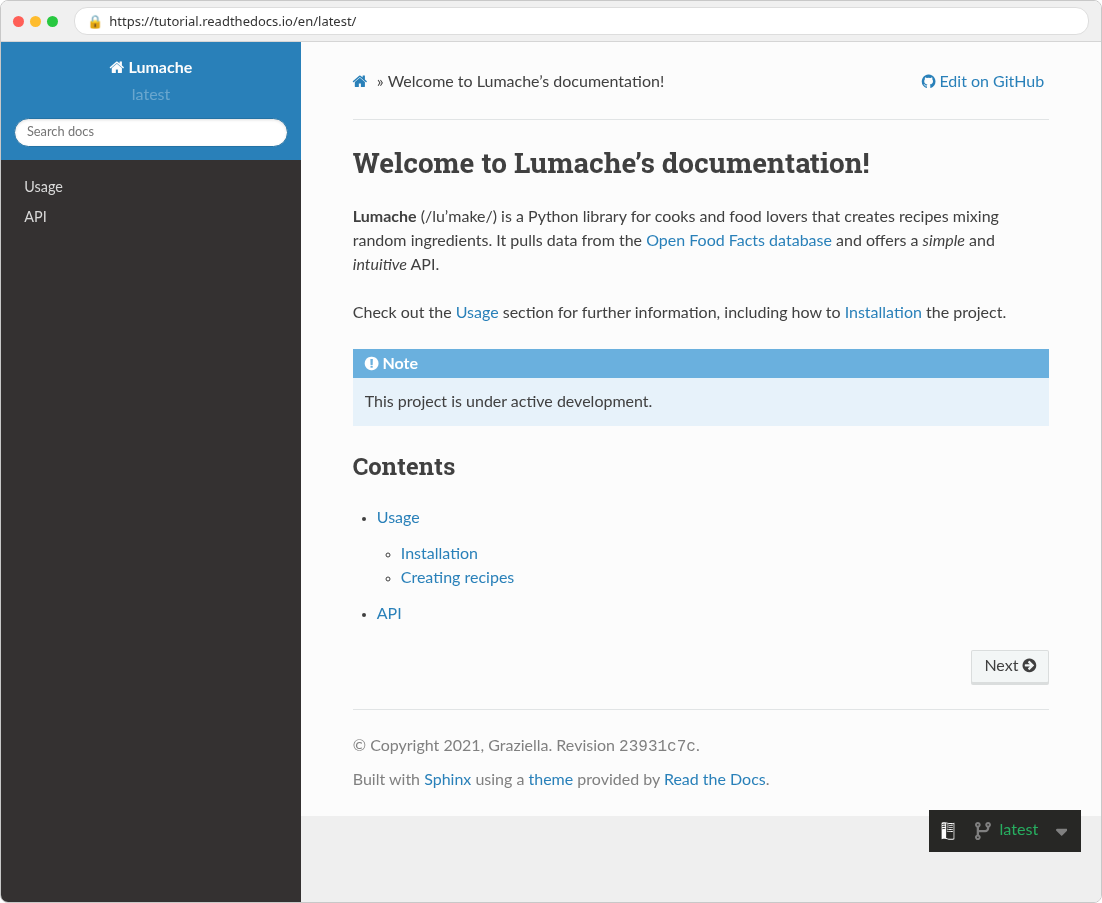 https://tutorial.readthedocs.io/en/latest/
Lumache
latest
Search docs
Usage
API
» Welcome to Lumache’s documentation!
Edit on GitHub
Welcome to Lumache’s documentation!
Lumache (/lu’make/) is a Python library for cooks and food lovers that creates recipes mixing
random ingredients. It pulls data from the Open Food Facts database and offers a simple and
intuitive API.
Check out the Usage section for further information, including how to Installation the project.
Note
This project is under active development.
Contents
• Usage
◦ Installation
◦ Creating recipes
• API
Next
© Copyright 2021, Graziella. Revision 23931c7c.
Built with Sphinx using a theme provided by Read the Docs.
latest